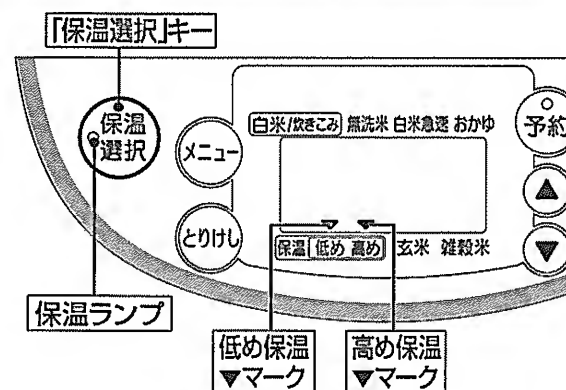 「保温選択」キー
保温
選択
メニュー
とりけし
白米/炊きこみ 無洗米 白米急速 おかゆ
予約
▲
▼
保温 低め 高め 玄米 雑穀米
保温ランプ
低め保温
▼マーク
高め保温
▼マーク